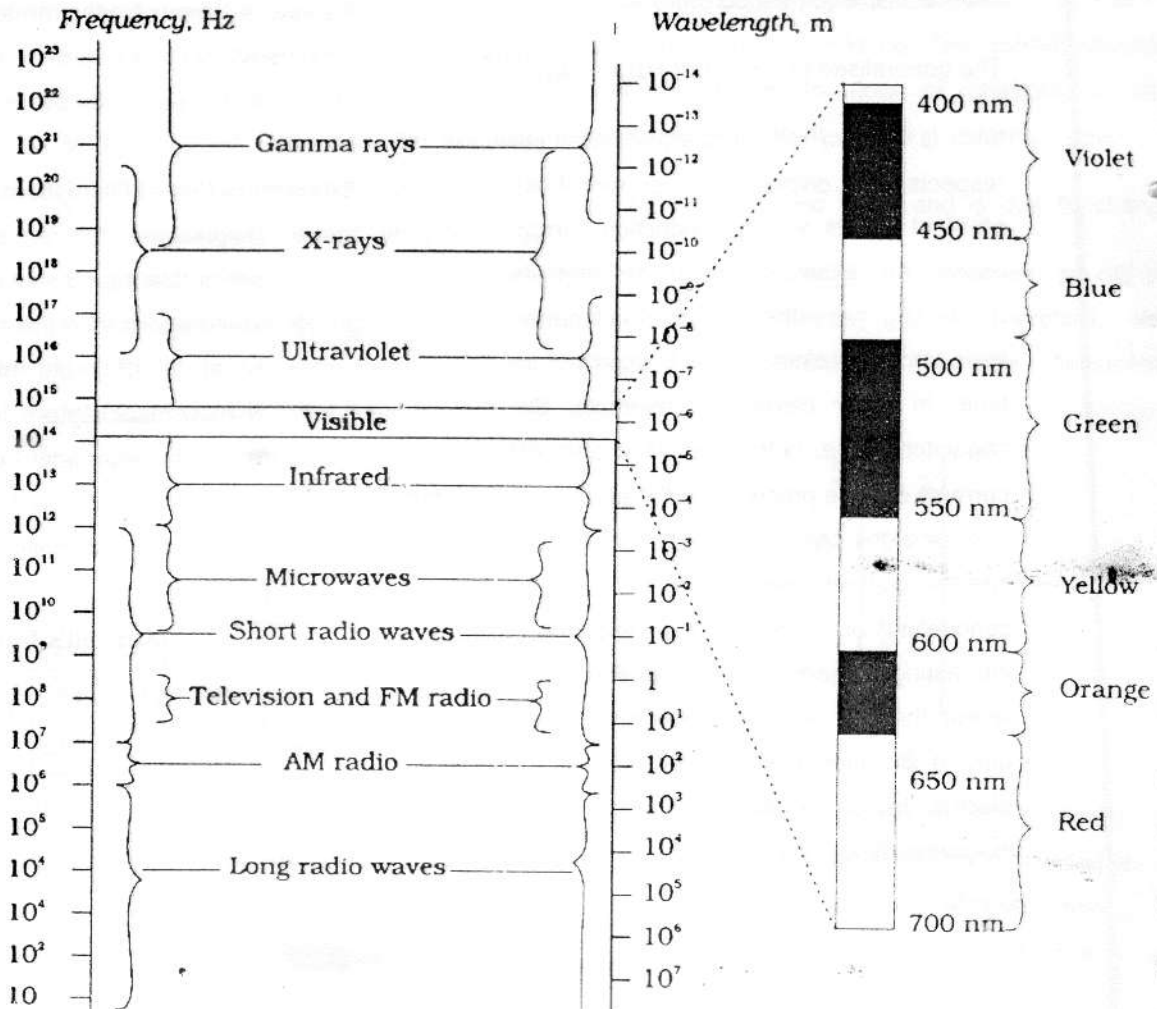 Frequency, Hz
10²³
10²²
10²¹
10²⁰
10¹⁹
10¹⁸
10¹⁷
10¹⁶
10¹⁵
10¹⁴
10¹³
10¹²
10¹¹
10¹⁰
10⁹
10⁸
10⁷
10⁶
10⁵
10⁴
10⁴
10²
10
Gamma rays
X-rays
Ultraviolet
Visible
Infrared
Microwaves
Short radio waves
Television and FM radio
AM radio
Long radio waves
Wavelength, m
10⁻¹⁴
10⁻¹³
10⁻¹²
10⁻¹¹
10⁻¹⁰
10⁻⁹
10⁻⁸
10⁻⁷
10⁻⁶
10⁻⁵
10⁻⁴
10⁻³
10⁻²
10⁻¹
1
10¹
10²
10³
10⁴
10⁵
10⁶
10⁷
400 nm
450 nm
500 nm
550 nm
600 nm
650 nm
700 nm
Violet
Blue
Green
Yellow
Orange
Red